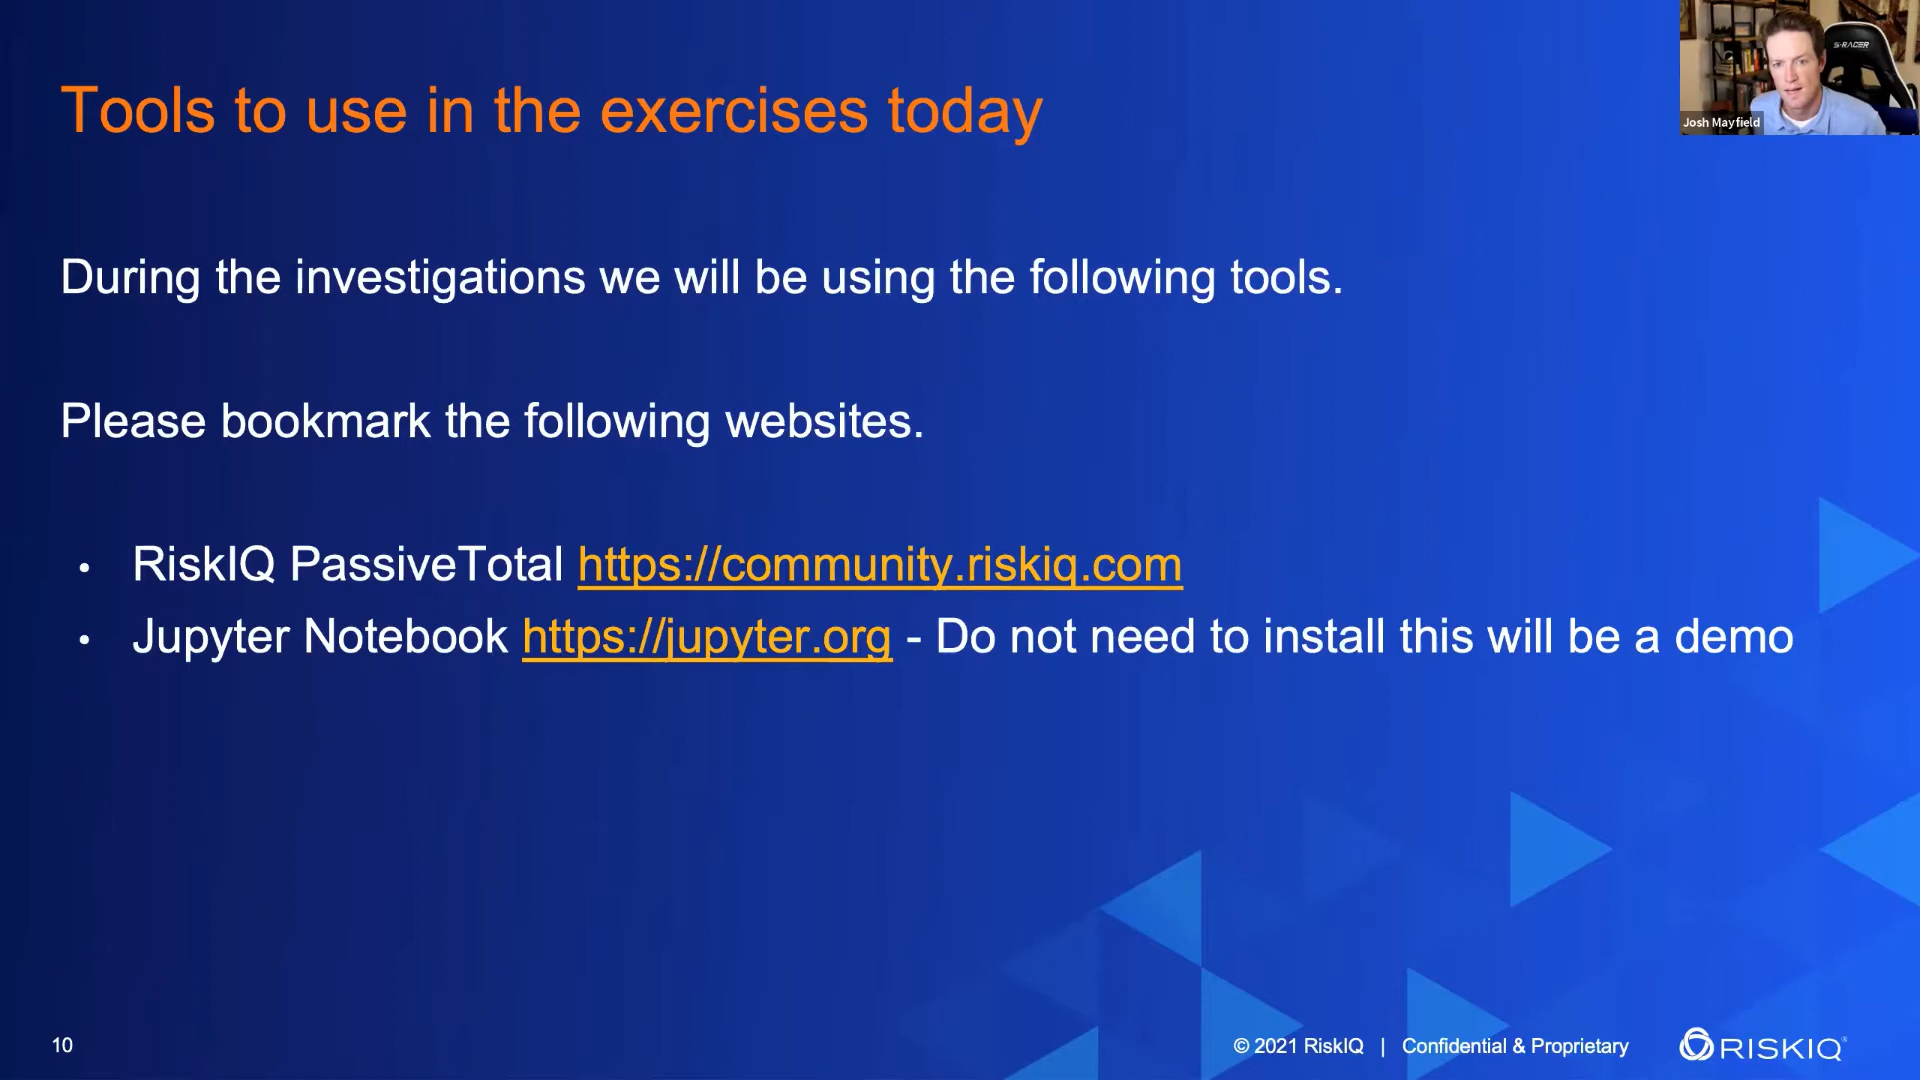 S-RACER
Josh Mayfield
Tools to use in the exercises today
During the investigations we will be using the following tools.
Please bookmark the following websites.
• RiskIQ PassiveTotal https://community.riskiq.com
• Jupyter Notebook https://jupyter.org - Do not need to install this will be a demo
10
© 2021 RiskIQ | Confidential & Proprietary
RISKIQ